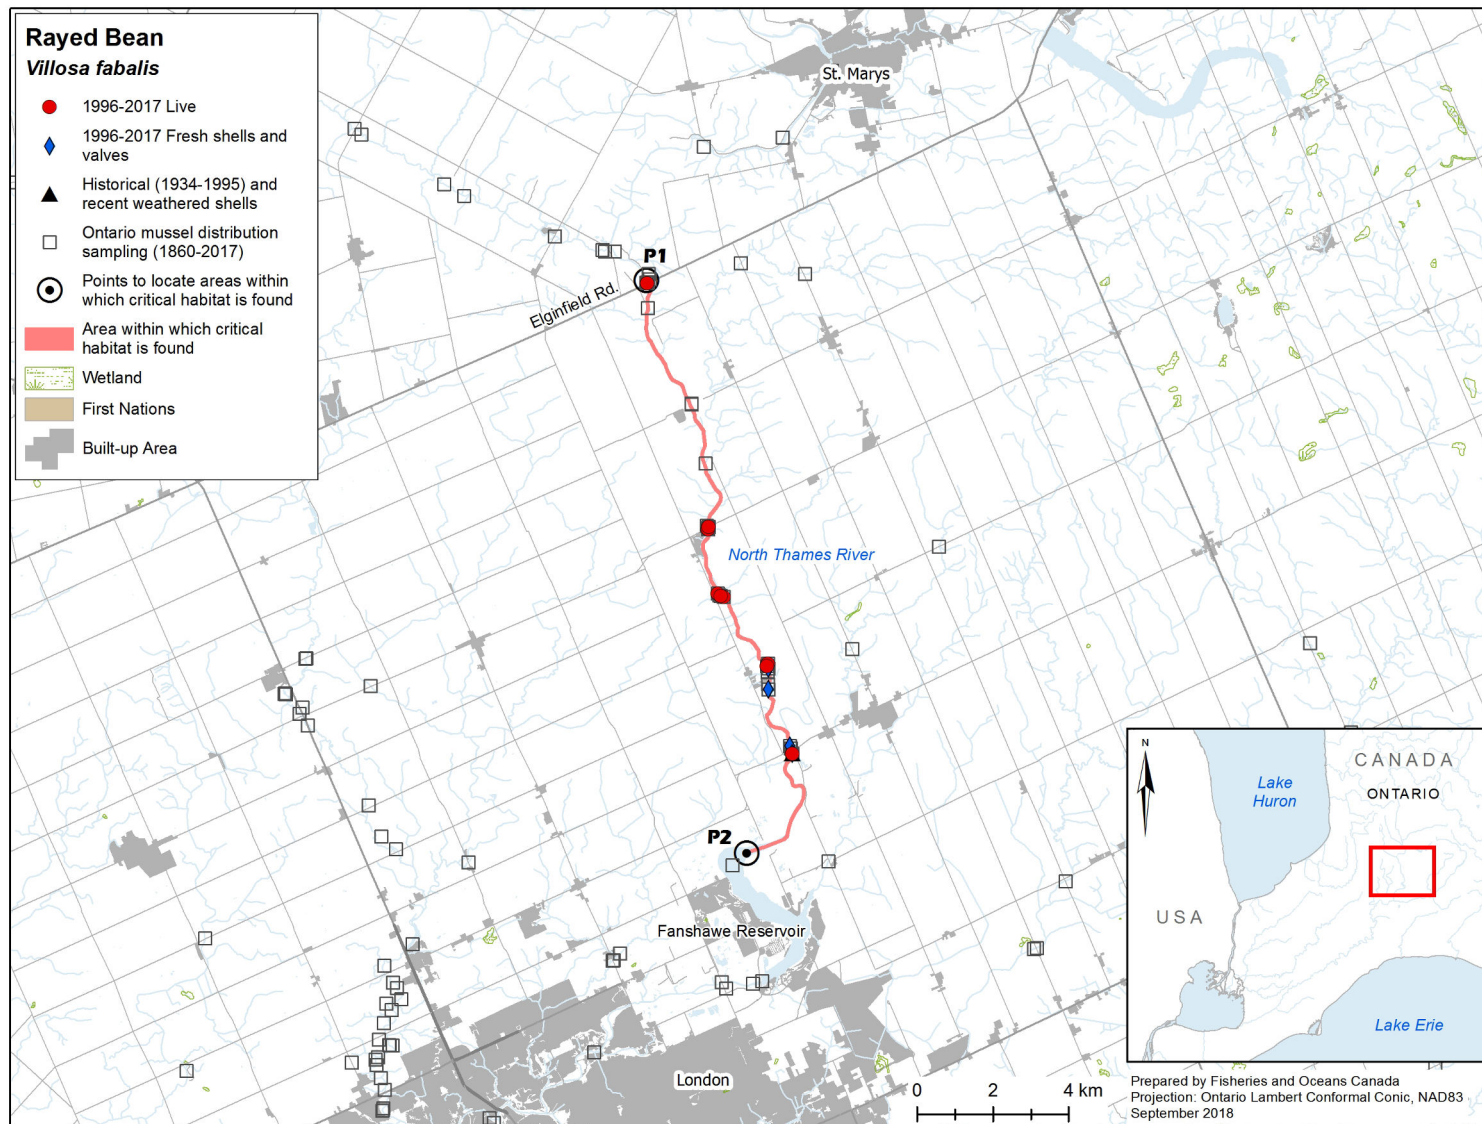 Rayed Bean
Villosa fabalis
1996-2017 Live
1996-2017 Fresh shells and
valves
Historical (1934-1995) and
recent weathered shells
Ontario mussel distribution
sampling (1860-2017)
Points to locate areas within
which critical habitat is found
Area within which critical
habitat is found
Wetland
First Nations
Built-up Area
St. Marys
P1
Elginfield Rd.
North Thames River
P2
Fanshawe Reservoir
London
0 2 4 km
N
CANADA
ONTARIO
Lake
Huron
USA
Lake Erie
Prepared by Fisheries and Oceans Canada
Projection: Ontario Lambert Conformal Conic, NAD83
September 2018